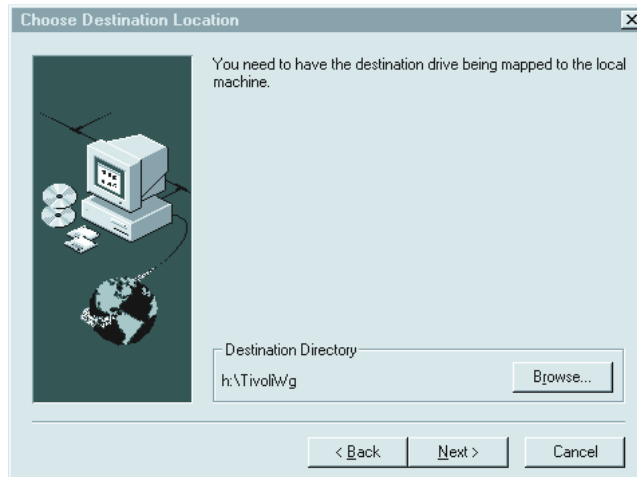 Choose Destination Location
You need to have the destination drive being mapped to the local
machine.
Destination Directory
h:\TivoliWg
Browse...
< Back
Next >
Cancel